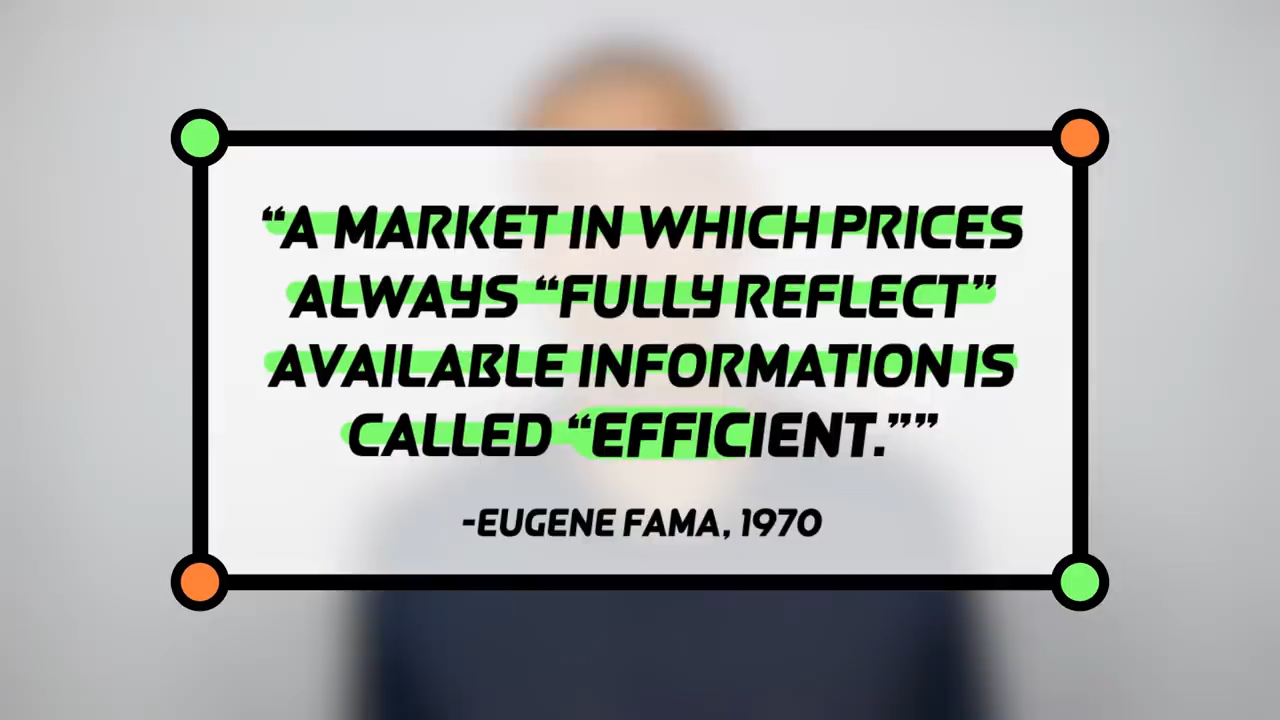 “A MARKET IN WHICH PRICES
ALWAYS “FULLY REFLECT”
AVAILABLE INFORMATION IS
CALLED “EFFICIENT.””
-EUGENE FAMA, 1970